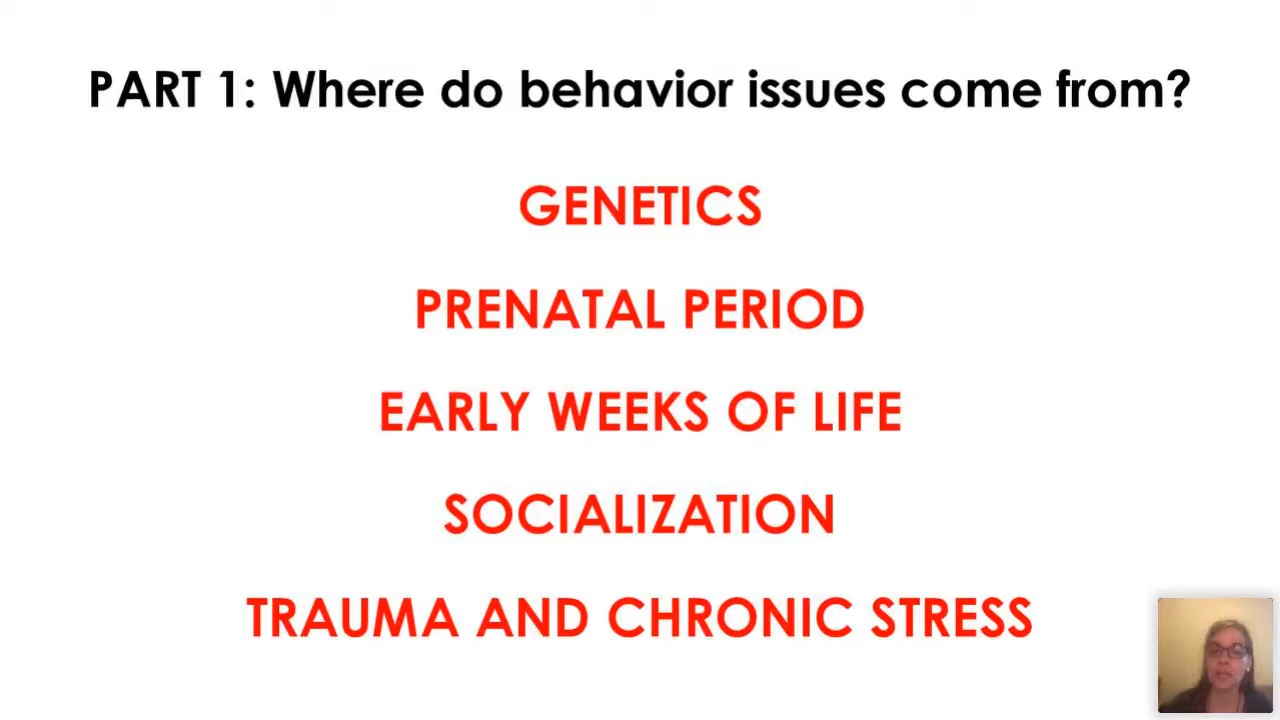 PART 1: Where do behavior issues come from?
GENETICS
PRENATAL PERIOD
EARLY WEEKS OF LIFE
SOCIALIZATION
TRAUMA AND CHRONIC STRESS